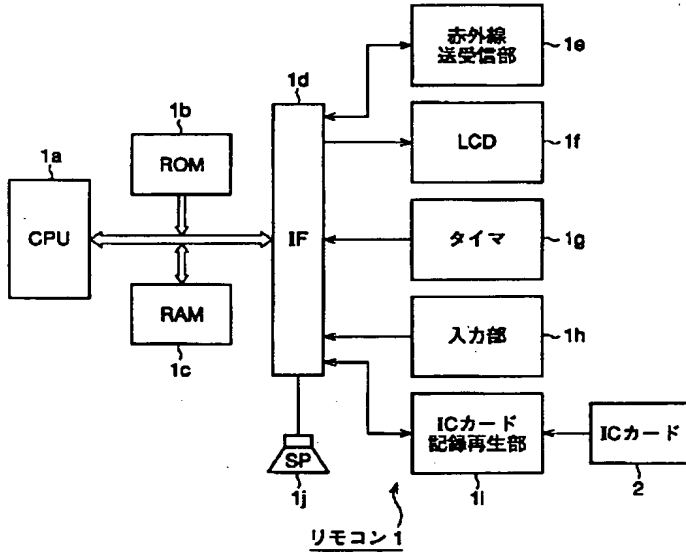 赤外線
送受信部
1e
1d
1b
ROM
LCD
1f
1a
CPU
IF
タイマ
1g
RAM
1c
入力部
1h
ICカード
記録再生部
1i
ICカード
2
SP
1j
リモコン1